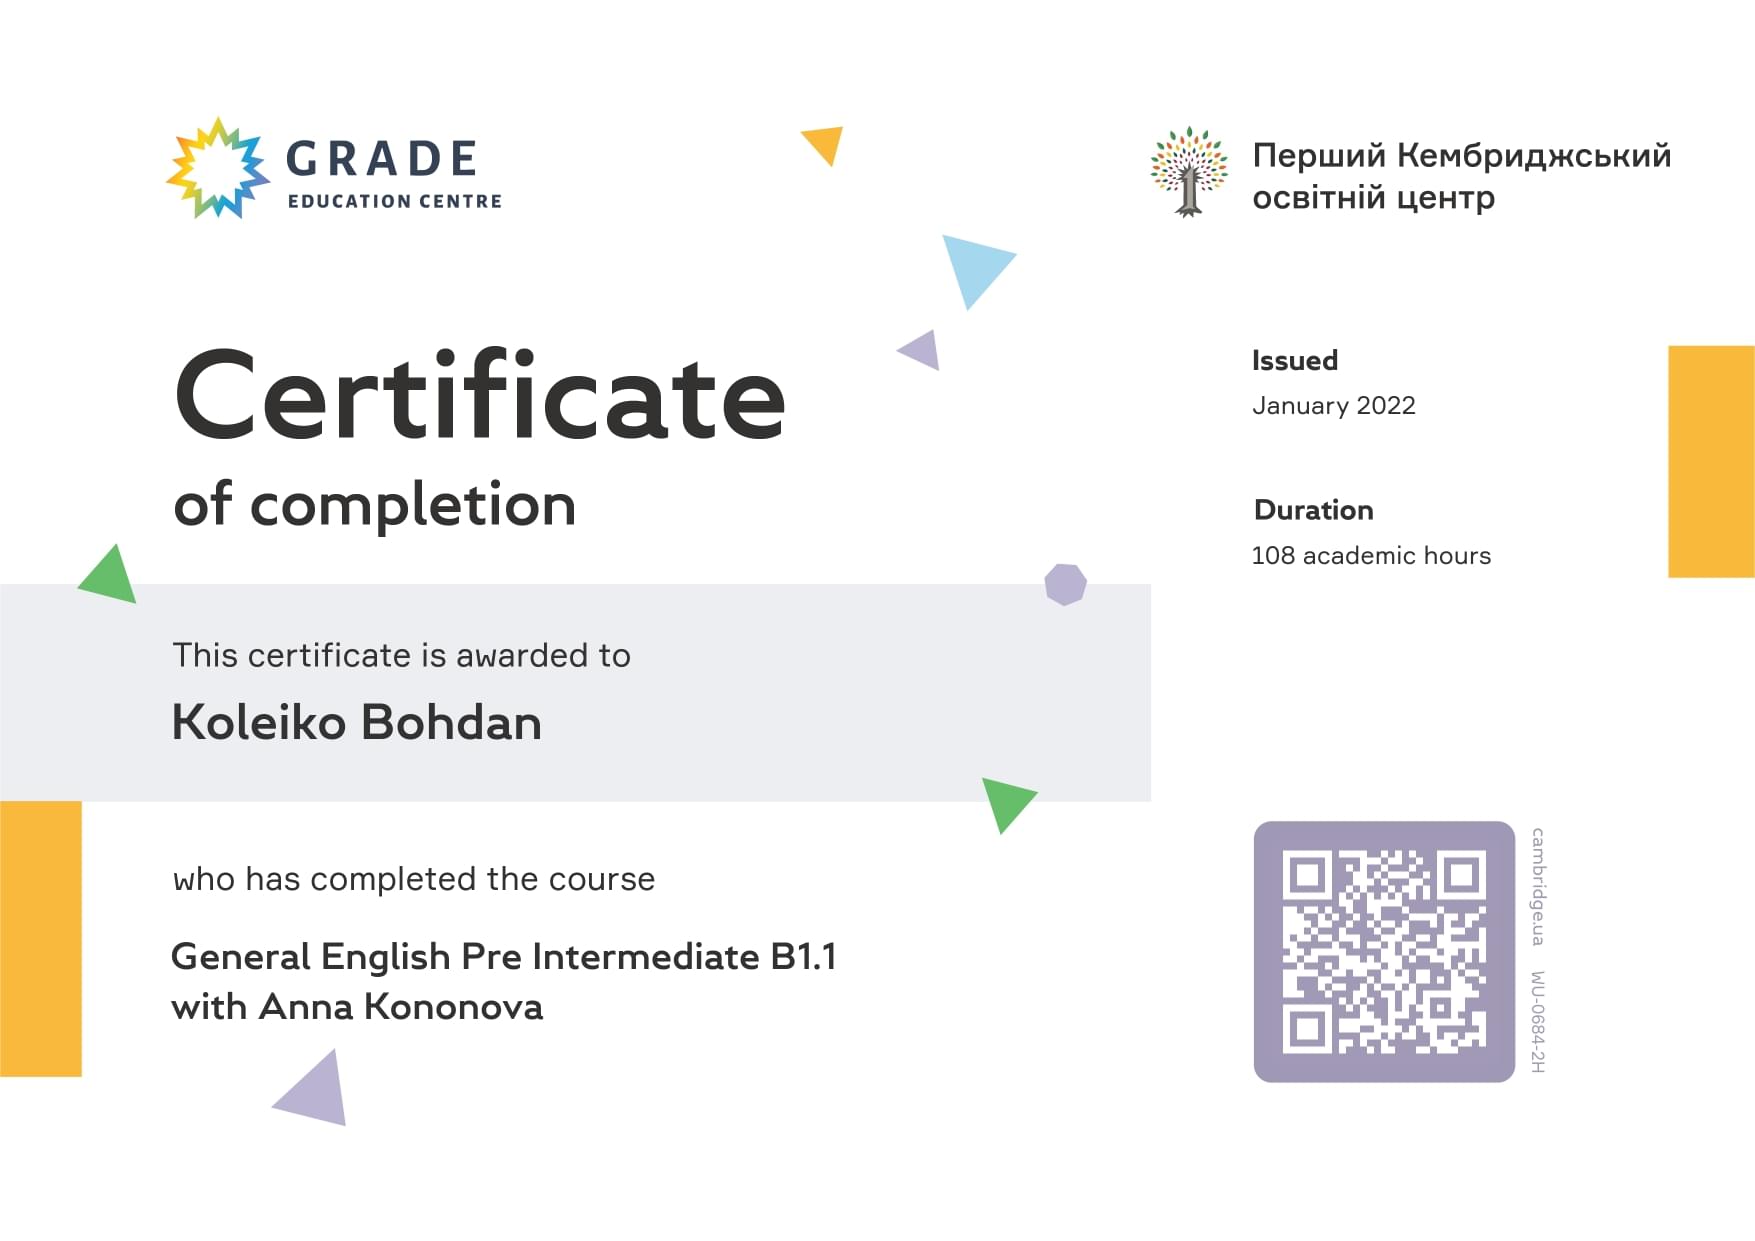 GRADE
EDUCATION CENTRE
Перший Кембриджський
освітній центр
Certificate
of completion
Issued
January 2022
Duration
108 academic hours
This certificate is awarded to
Koleiko Bohdan
who has completed the course
General English Pre Intermediate B1.1
with Anna Kononova
cambridge.ua WU-0684-2H